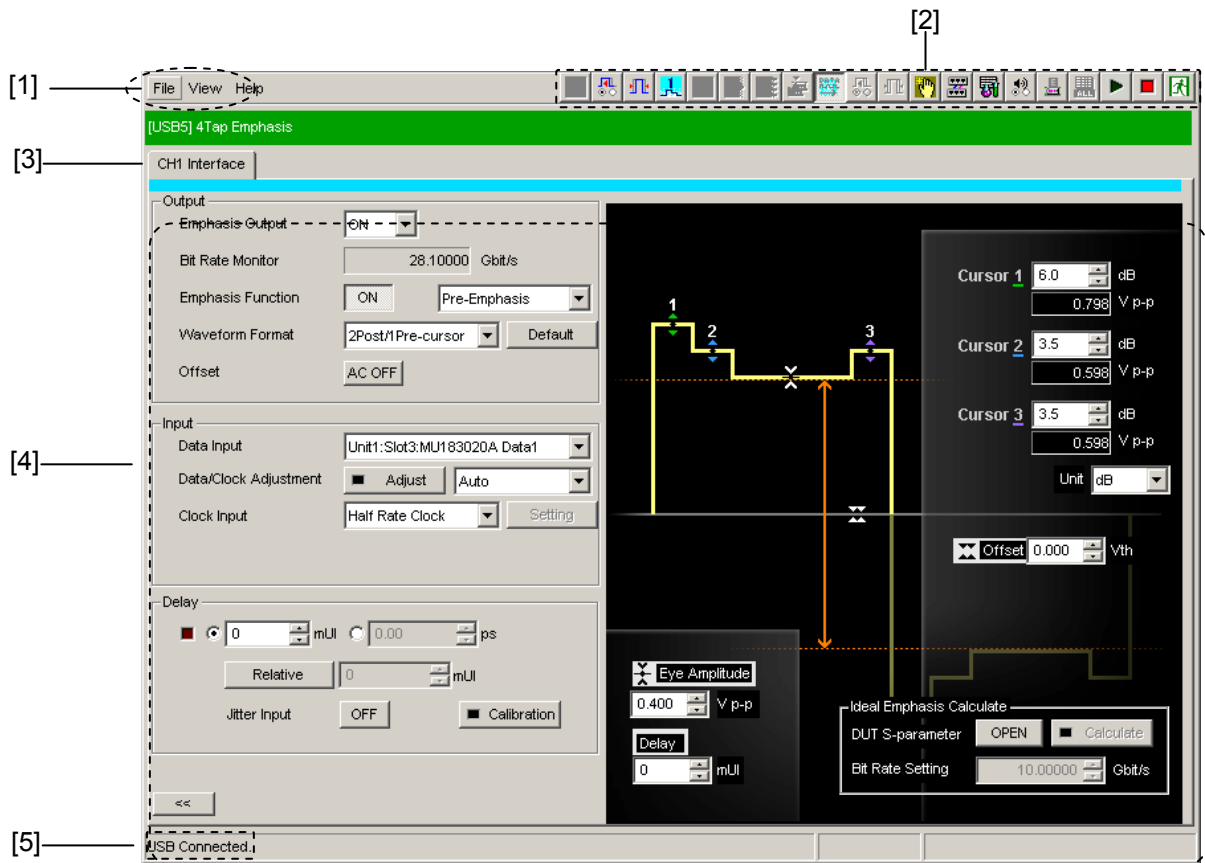 [2]
[1]
File View Help
1
DATA
ALL
[USB5] 4Tap Emphasis
[3]
CH1 Interface
Output
Emphasis Output ON
Bit Rate Monitor 28.10000 Gbit/s
Emphasis Function ON Pre-Emphasis
Waveform Format 2Post/1Pre-cursor Default
Offset AC OFF
[4]
Input
Data Input Unit1:Slot3:MU183020A Data1
Data/Clock Adjustment Adjust Auto
Clock Input Half Rate Clock Setting
Delay
0 mUI 0.00 ps
Relative 0 mUI
Jitter Input OFF Calibration
<<
1
2
3
Cursor 1 6.0 dB
0.798 V p-p
Cursor 2 3.5 dB
0.598 V p-p
Cursor 3 3.5 dB
0.598 V p-p
Unit dB
Offset 0.000 Vth
Eye Amplitude
0.400 V p-p
Delay
0 mUI
Ideal Emphasis Calculate
DUT S-parameter OPEN Calculate
Bit Rate Setting 10.00000 Gbit/s
[5]
USB Connected.